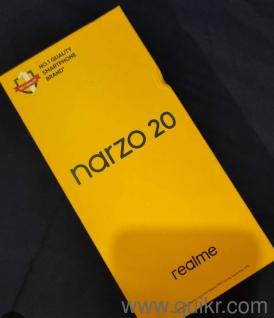 NO.1 QUALITY
SMARTPHONE
BRAND*
narzo 20
realme
www.quikr.com